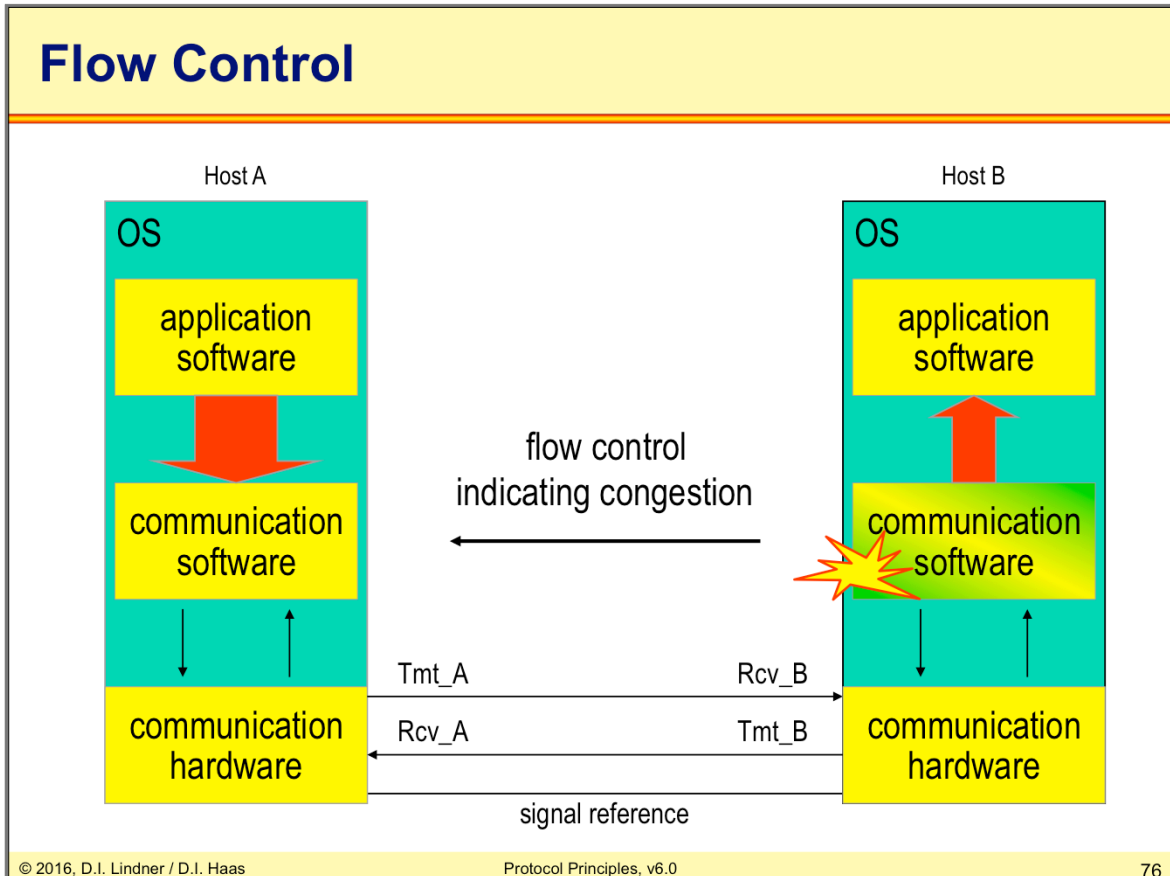 Flow Control
Host A
Host B
OS
OS
application
software
application
software
flow control
indicating congestion
communication
software
communication
software
Tmt_A
Rcv_B
communication
hardware
Rcv_A
Tmt_B
communication
hardware
signal reference
© 2016, D.I. Lindner / D.I. Haas
Protocol Principles, v6.0
76